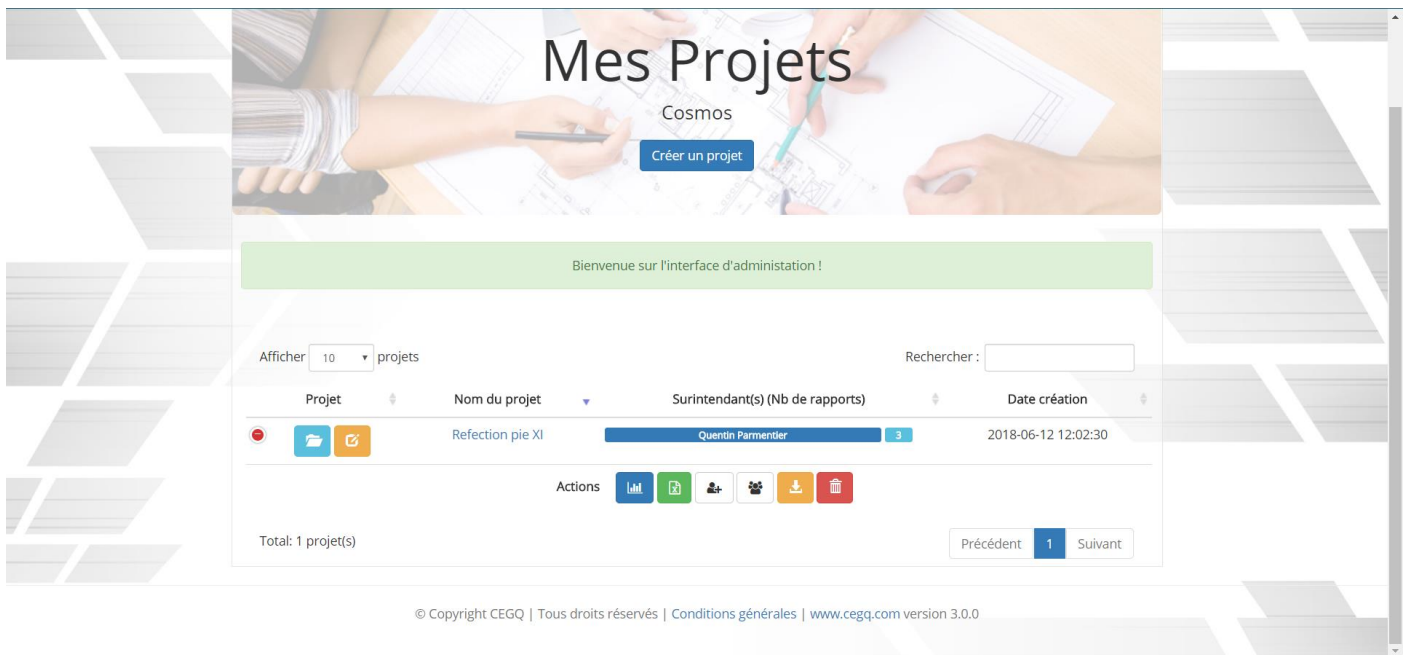 Mes Projets
Cosmos
Créer un projet
Bienvenue sur l'interface d'administation !
Afficher 10 projets Rechercher :
Projet Nom du projet Surintendant(s) (Nb de rapports) Date création
Refection pie XI Quentin Parmentier 3 2018-06-12 12:02:30
Actions
Total: 1 projet(s) Précédent 1 Suivant
© Copyright CEGQ | Tous droits réservés | Conditions générales | www.cegq.com version 3.0.0